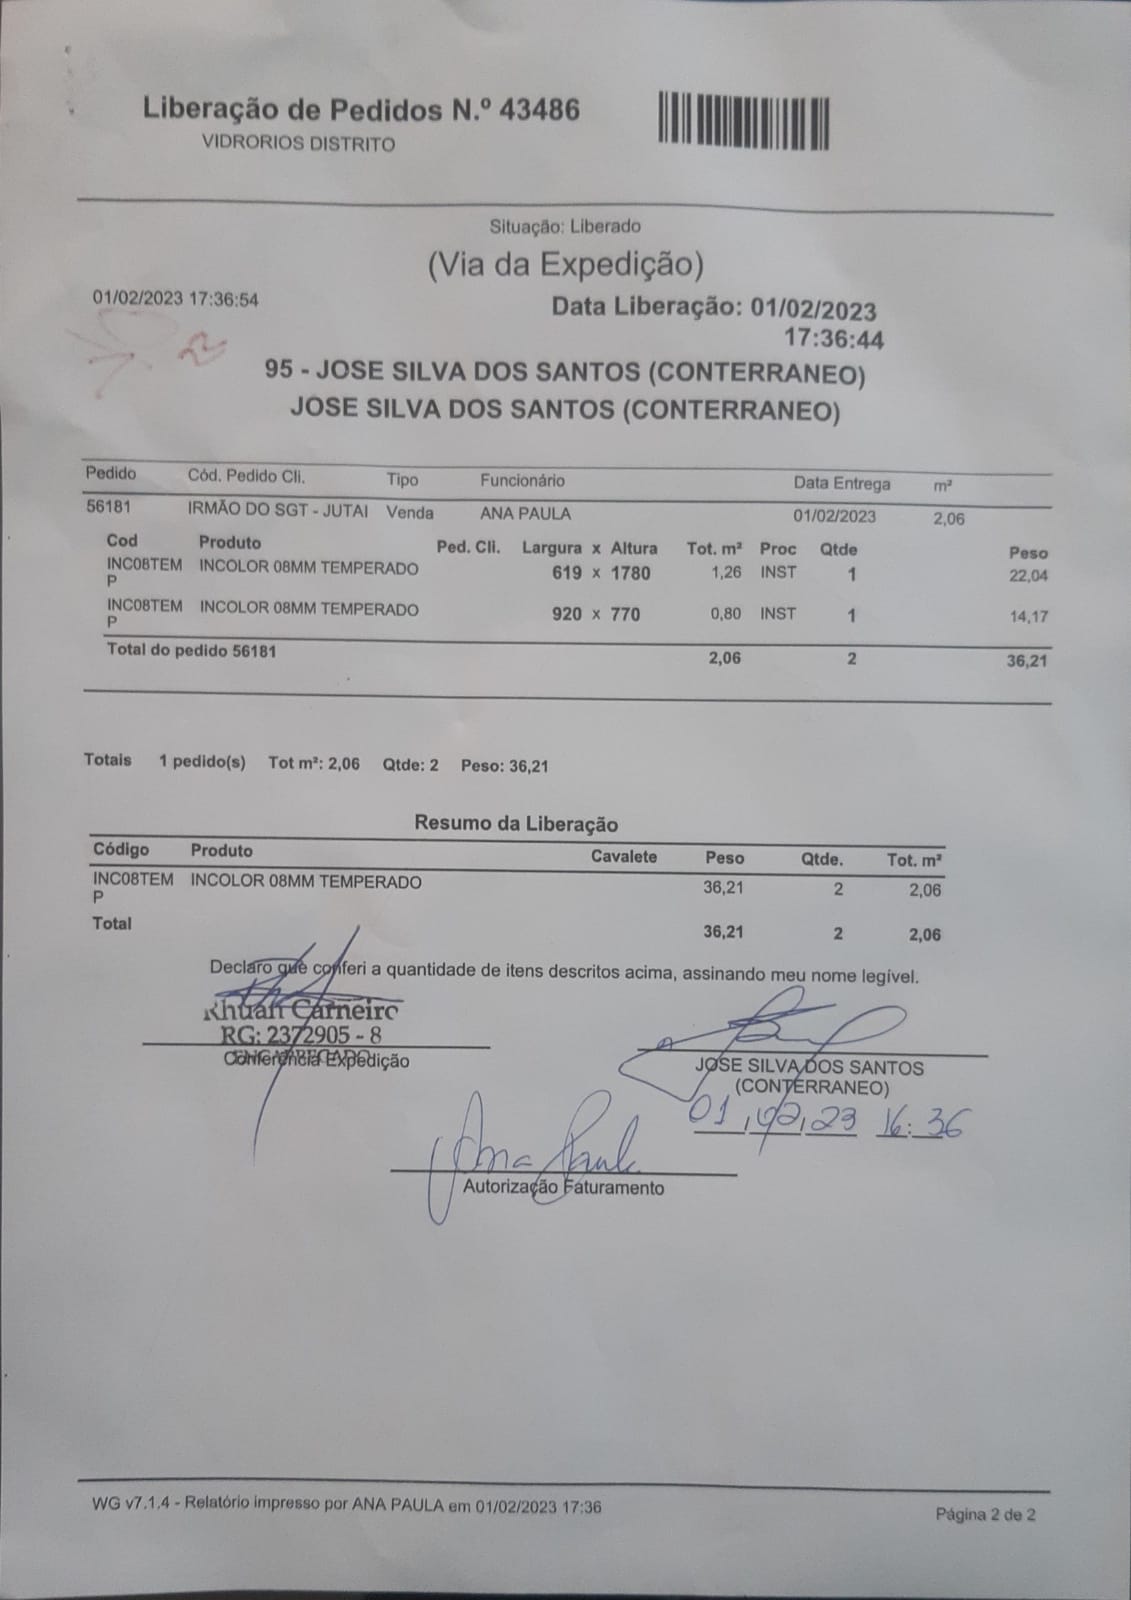 Liberação de Pedidos N.º 43486
VIDRORIOS DISTRITO
Situação: Liberado
(Via da Expedição)
01/02/2023 17:36:54
Data Liberação: 01/02/2023
17:36:44
95 - JOSE SILVA DOS SANTOS (CONTERRANEO)
JOSE SILVA DOS SANTOS (CONTERRANEO)
Pedido Cód. Pedido Cli. Tipo Funcionário Data Entrega m²
56181 IRMÃO DO SGT - JUTAI Venda ANA PAULA 01/02/2023 2,06
Cod Produto Ped. Cli. Largura x Altura Tot. m² Proc Qtde Peso
INC08TEM INCOLOR 08MM TEMPERADO 619 x 1780 1,26 INST 1 22,04
P
INC08TEM INCOLOR 08MM TEMPERADO 920 x 770 0,80 INST 1 14,17
P
Total do pedido 56181 2,06 2 36,21
Totais 1 pedido(s) Tot m²: 2,06 Qtde: 2 Peso: 36,21
Resumo da Liberação
Código Produto Cavalete Peso Qtde. Tot. m²
INC08TEM INCOLOR 08MM TEMPERADO 36,21 2 2,06
P
Total 36,21 2 2,06
Declaro que conferi a quantidade de itens descritos acima, assinando meu nome legível.
Khuan Carneiro
RG: 2372905 - 8
Conferência Expedição
JOSE SILVA DOS SANTOS
(CONTERRANEO)
01,02,23 16:36
Ana Paula
Autorização Faturamento
WG v7.1.4 - Relatório impresso por ANA PAULA em 01/02/2023 17:36
Página 2 de 2